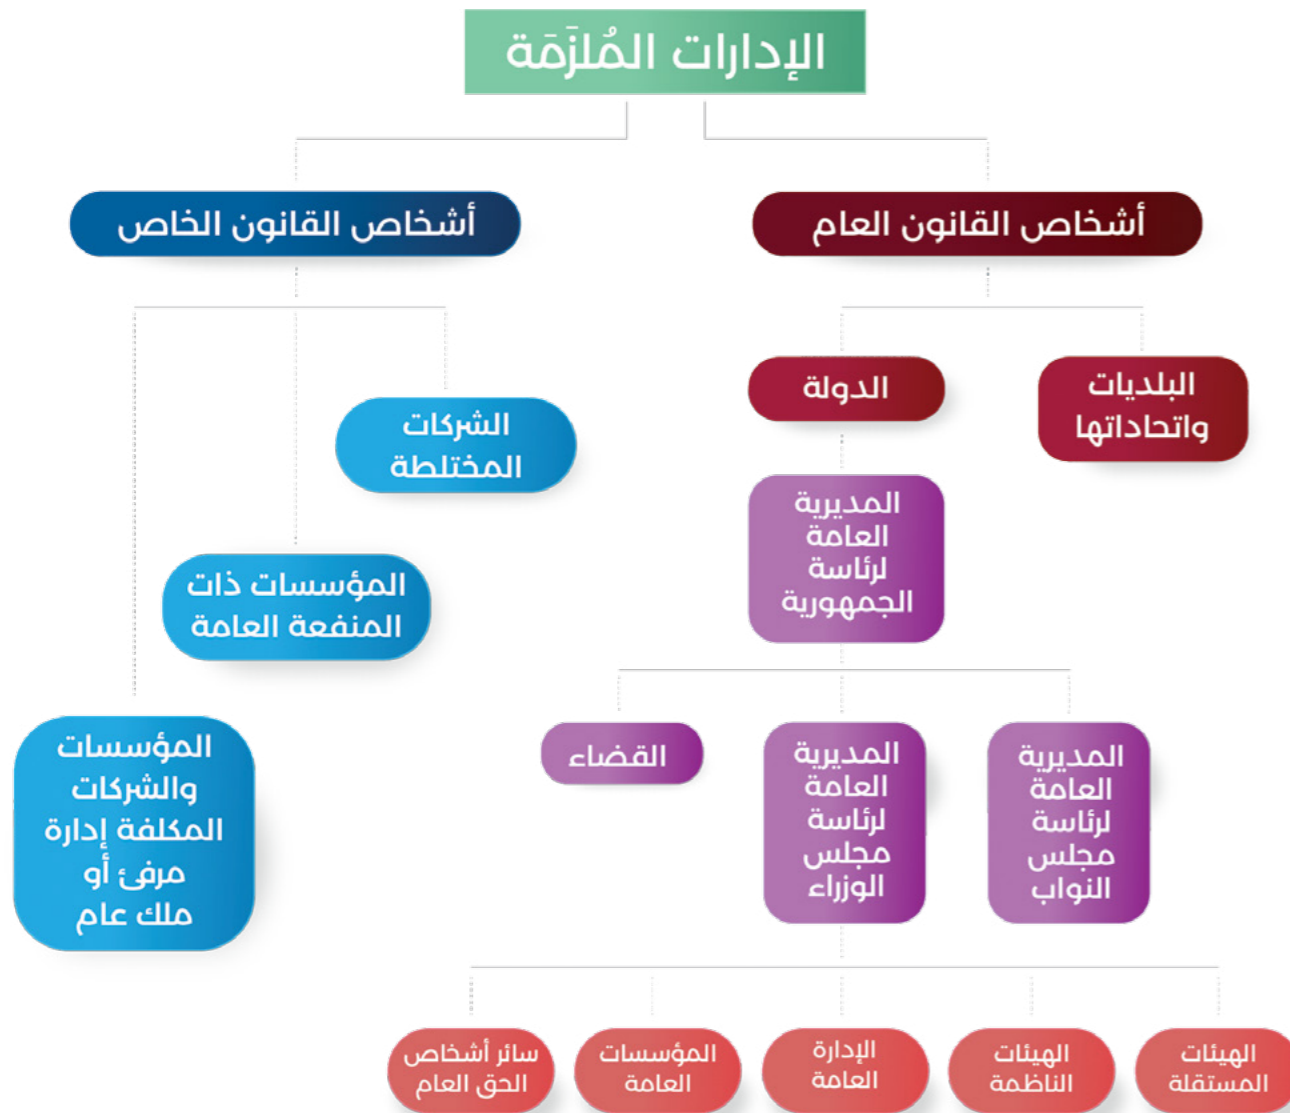 الإدارات المُلزَمَة
أشخاص القانون العام
أشخاص القانون الخاص
البلديات
واتحاداتها
الدولة
الشركات
المختلطة
المديرية
العامة
لرئاسة
الجمهورية
المؤسسات ذات
المنفعة العامة
المديرية
العامة
لرئاسة
مجلس
النواب
المديرية
العامة
لرئاسة
مجلس
الوزراء
القضاء
المؤسسات
والشركات
المكلفة إدارة
مرفئ أو
ملك عام
الهيئات
المستقلة
الهيئات
الناظمة
الإدارة
العامة
المؤسسات
العامة
سائر أشخاص
الحق العام